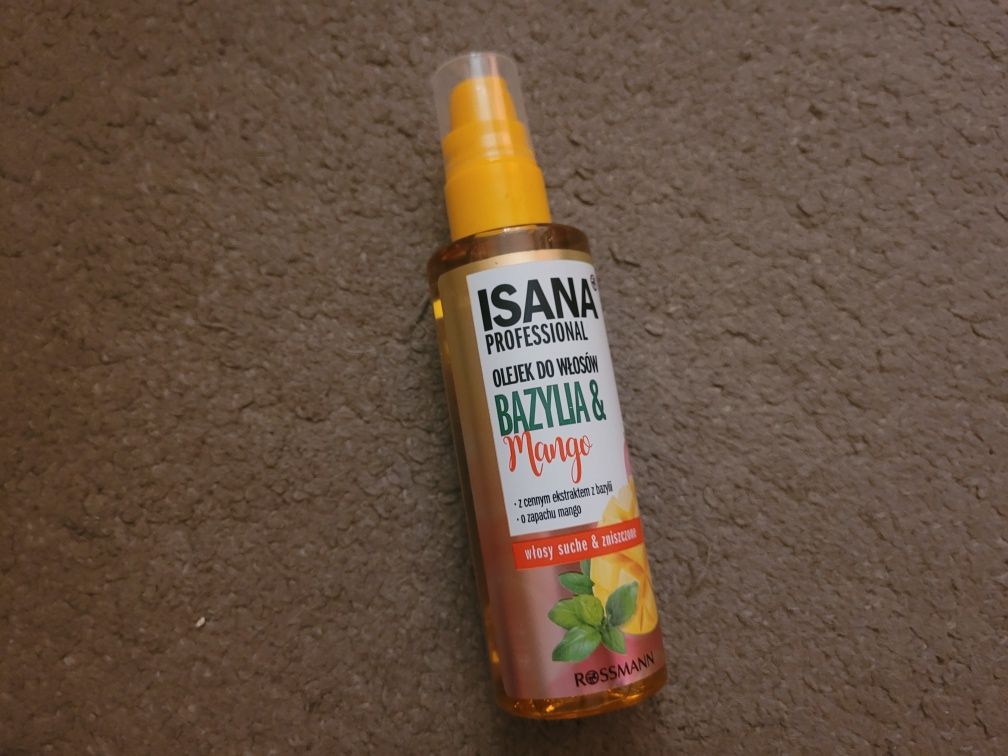 ISANA
PROFESSIONAL
OLEJEK DO WŁOSÓW
BAZYLIA &
Mango
· z cennym ekstraktem z bazylii
· o zapachu mango
włosy suche & zniszczone
ROSSMANN